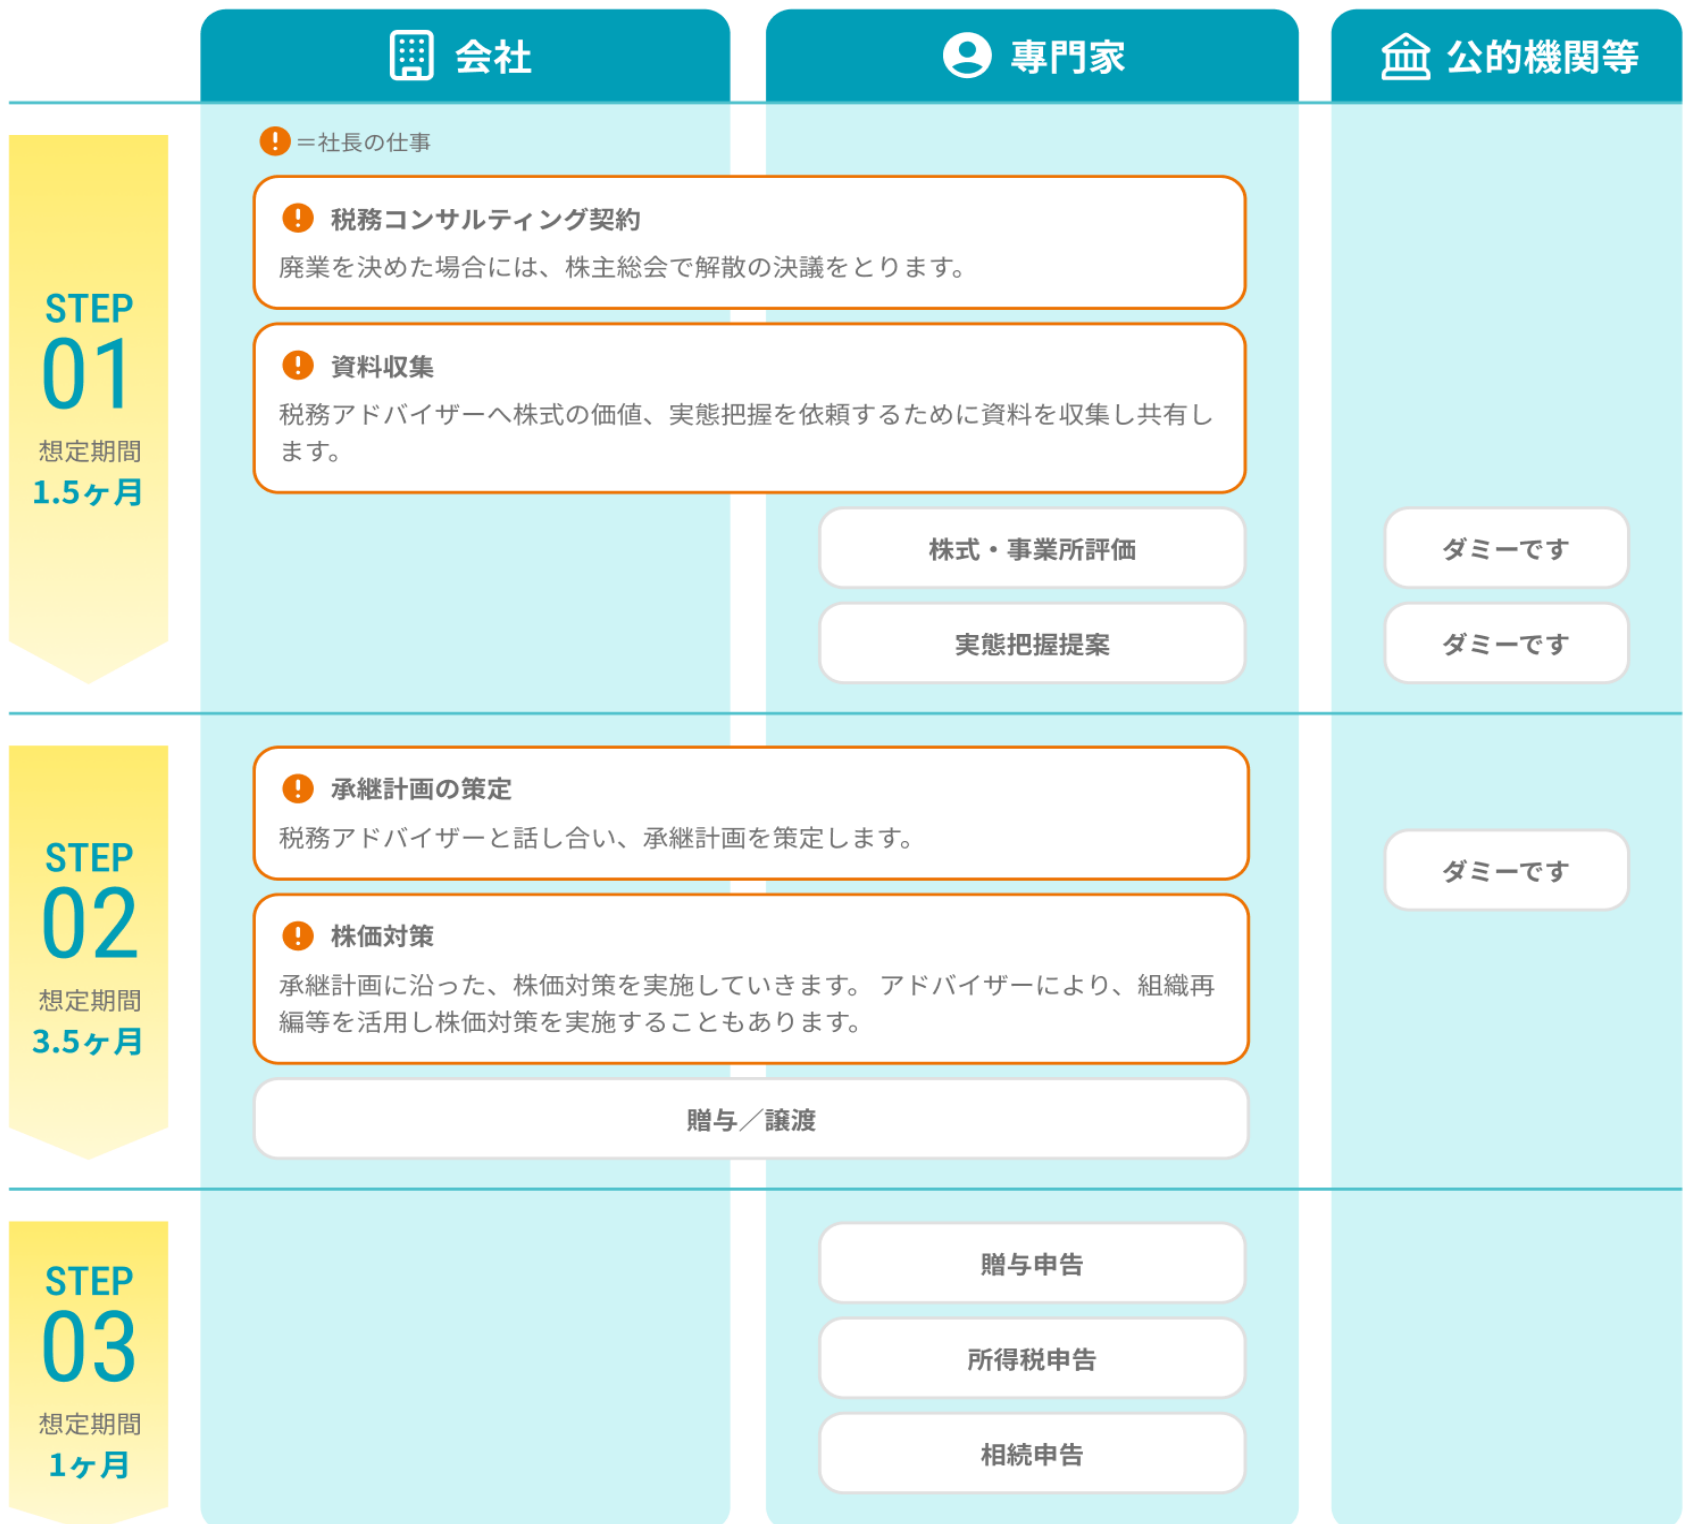 会社
専門家
公的機関等
=社長の仕事
STEP
01
想定期間
1.5ヶ月
税務コンサルティング契約
廃業を決めた場合には、株主総会で解散の決議をとります。
資料収集
税務アドバイザーへ株式の価値、実態把握を依頼するために資料を収集し共有し
ます。
株式・事業所評価
ダミーです
実態把握提案
ダミーです
STEP
02
想定期間
3.5ヶ月
承継計画の策定
税務アドバイザーと話し合い、承継計画を策定します。
ダミーです
株価対策
承継計画に沿った、株価対策を実施していきます。 アドバイザーにより、組織再
編等を活用し株価対策を実施することもあります。
贈与／譲渡
STEP
03
想定期間
1ヶ月
贈与申告
所得税申告
相続申告